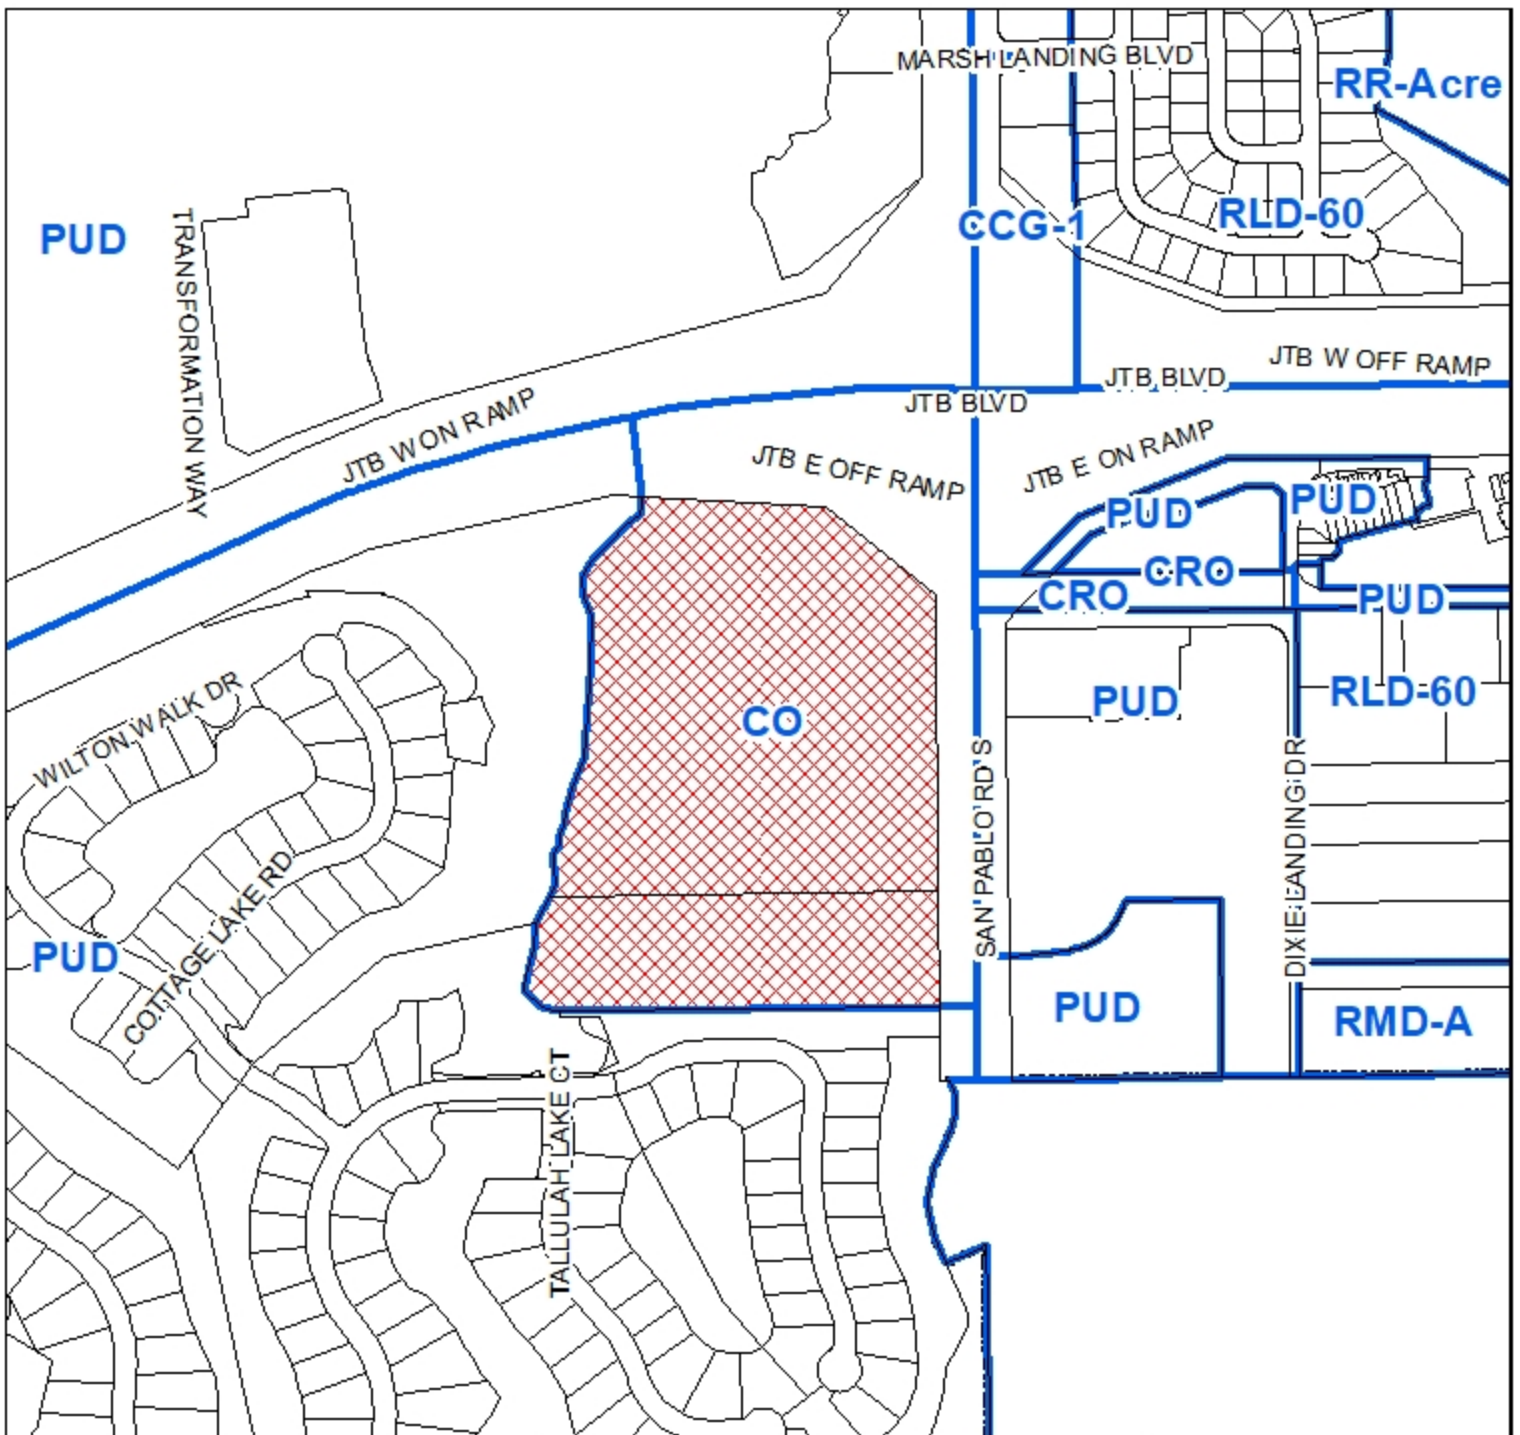 MARSH LANDING BLVD
RR-Acre
PUD
TRANSFORMATION WAY
CCG-1
RLD-60
JTB W OFF RAMP
JTB BLVD
JTB BLVD
JTB W ON RAMP
JTB E OFF RAMP
JTB E ON RAMP
PUD
PUD
CRO
CRO
PUD
WILTON WALK DR
CO
PUD
RLD-60
SAN PABLO RD S
DIXIE LANDING DR
COTTAGE LAKE RD
PUD
PUD
RMD-A
TALLULAH LAKE CT